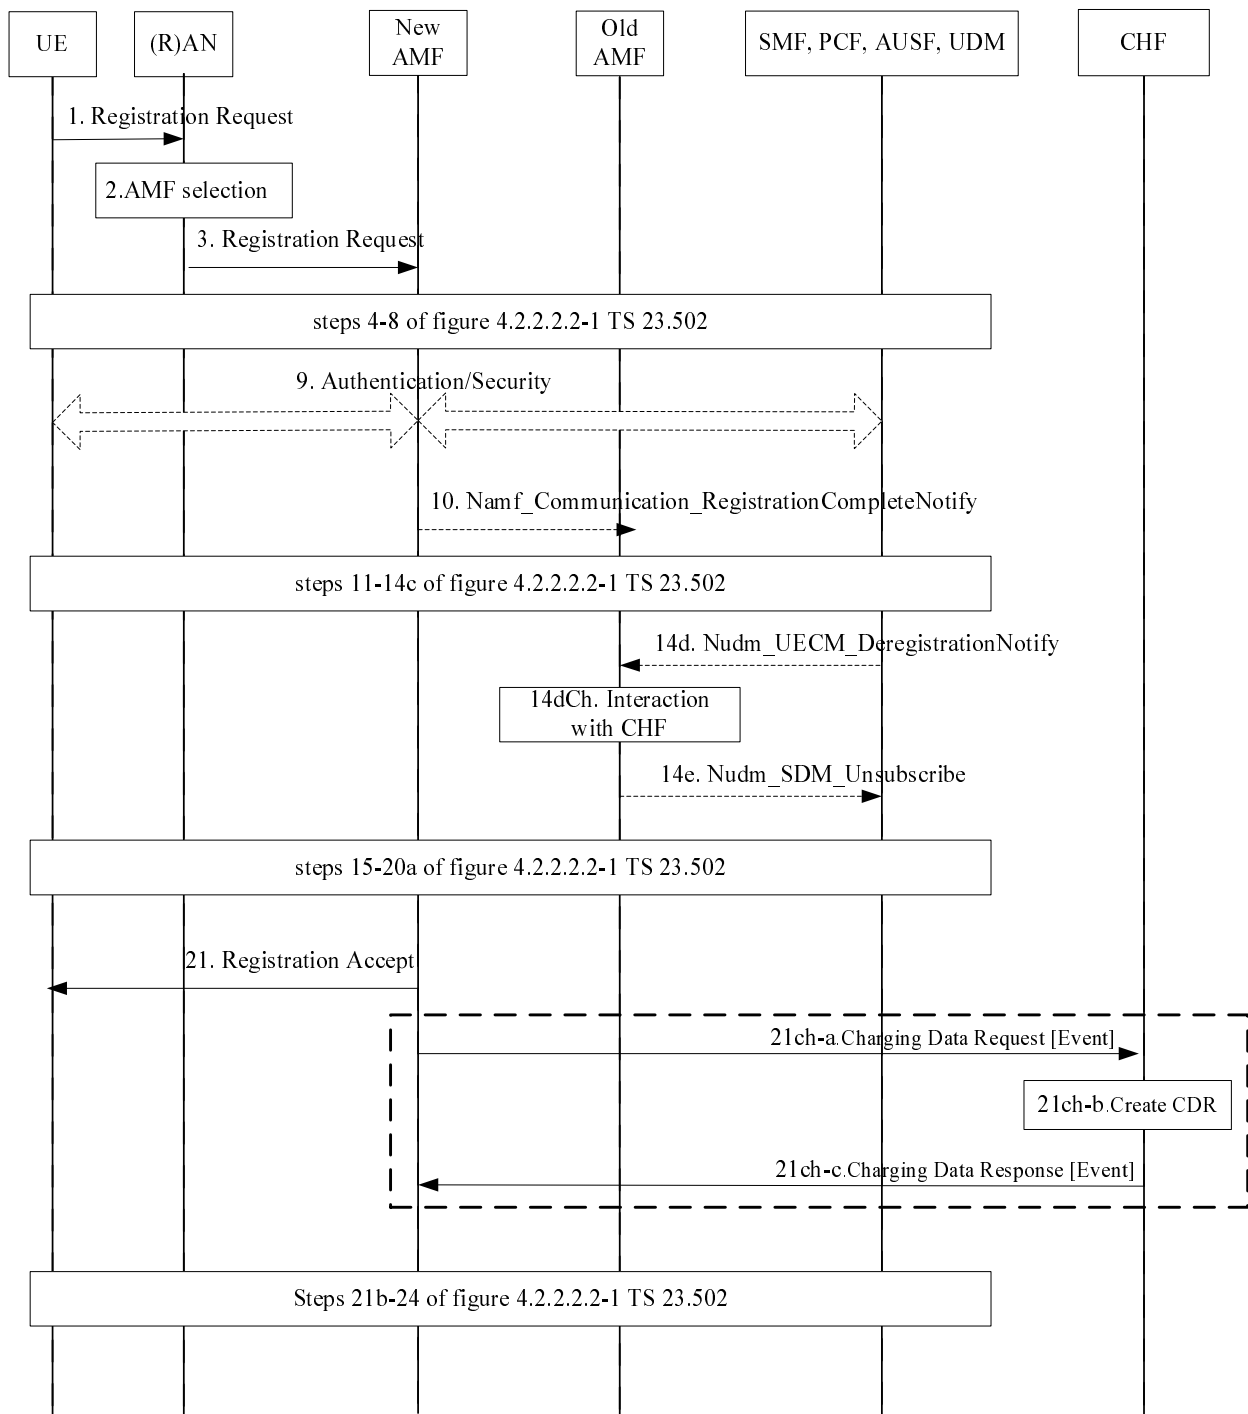 UE
(R)AN
New
AMF
Old
AMF
SMF, PCF, AUSF, UDM
CHF
1. Registration Request
2.AMF selection
3. Registration Request
steps 4-8 of figure 4.2.2.2.2-1 TS 23.502
9. Authentication/Security
10. Namf_Communication_RegistrationCompleteNotify
steps 11-14c of figure 4.2.2.2.2-1 TS 23.502
14d. Nudm_UECM_DeregistrationNotify
14dCh. Interaction
with CHF
14e. Nudm_SDM_Unsubscribe
steps 15-20a of figure 4.2.2.2.2-1 TS 23.502
21. Registration Accept
21ch-a.Charging Data Request [Event]
21ch-b.Create CDR
21ch-c.Charging Data Response [Event]
Steps 21b-24 of figure 4.2.2.2.2-1 TS 23.502